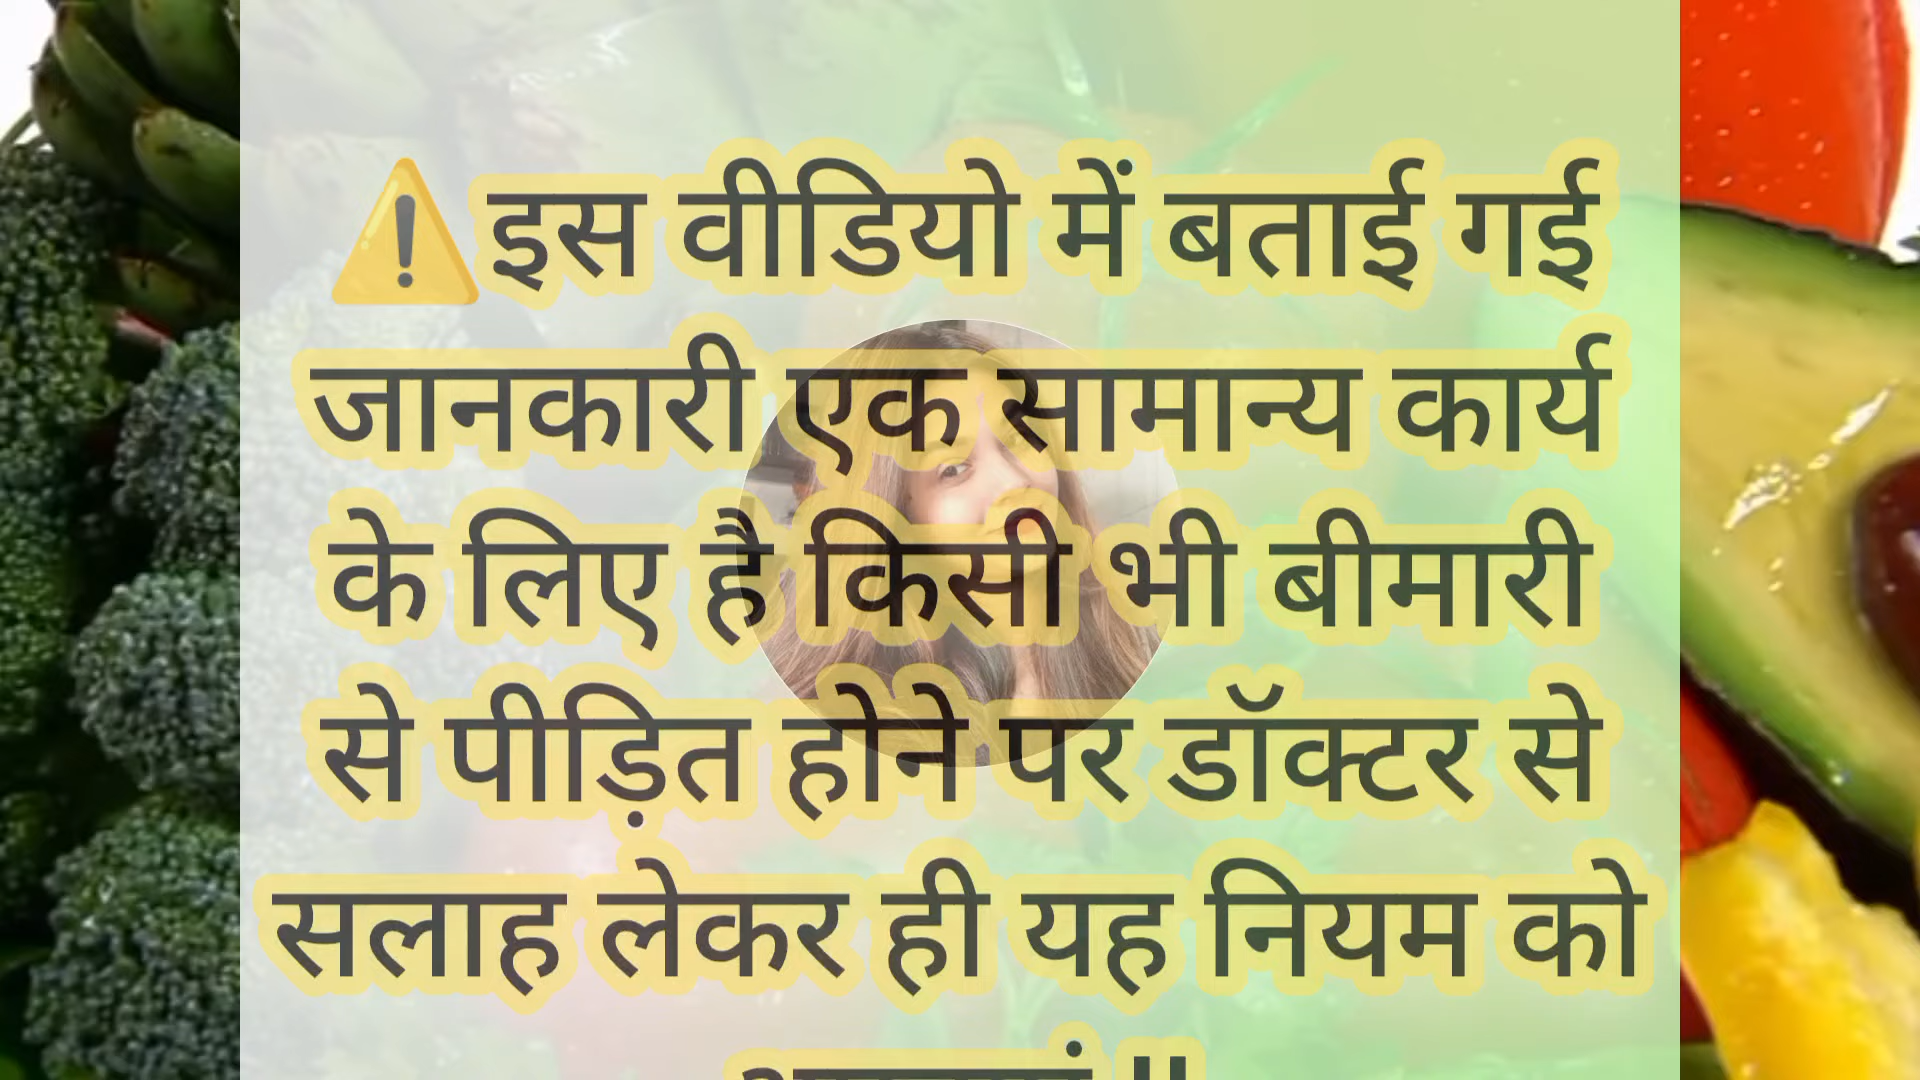 ⚠️इस वीडियो में बताई गई
जानकारी एक सामान्य कार्य
के लिए है किसी भी बीमारी
से पीड़ित होने पर डॉक्टर से
सलाह लेकर ही यह नियम को